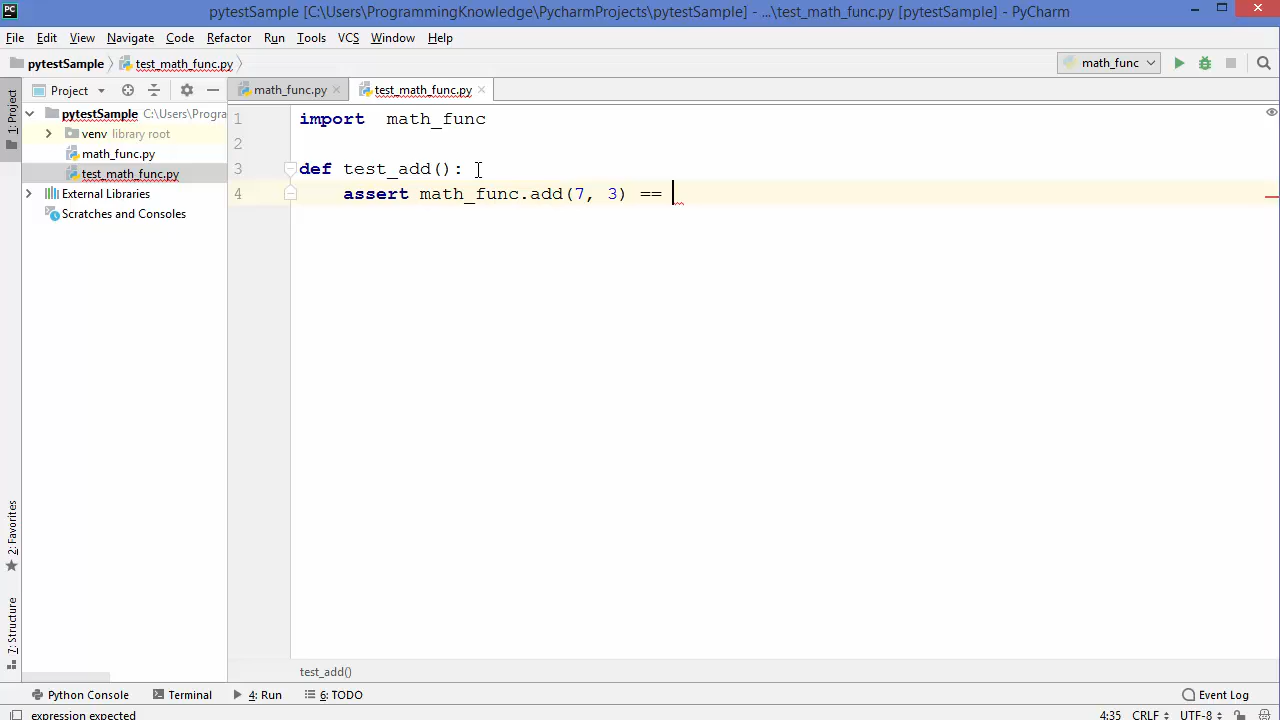 pytestSample [C:\Users\ProgrammingKnowledge\PycharmProjects\pytestSample] - ...\test_math_func.py [pytestSample] - PyCharm
File Edit View Navigate Code Refactor Run Tools VCS Window Help
pytestSample test_math_func.py math_func
Project math_func.py test_math_func.py
1: Project
pytestSample C:\Users\Progra
venv library root
math_func.py
test_math_func.py
External Libraries
Scratches and Consoles
1 import math_func
2
3 def test_add():
4 assert math_func.add(7, 3) ==
2: Favorites
7: Structure
test_add()
Python Console Terminal 4: Run 6: TODO Event Log
expression expected 4:35 CRLF UTF-8